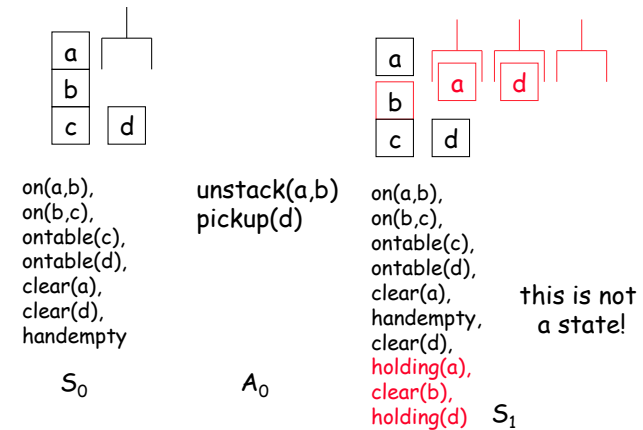 a
b
c
d
a
b
c
d
a
d
on(a,b),
on(b,c),
ontable(c),
ontable(d),
clear(a),
clear(d),
handempty
S₀
unstack(a,b)
pickup(d)
A₀
on(a,b),
on(b,c),
ontable(c),
ontable(d),
clear(a),
handempty,
clear(d),
holding(a),
clear(b),
holding(d)
S₁
this is not
a state!